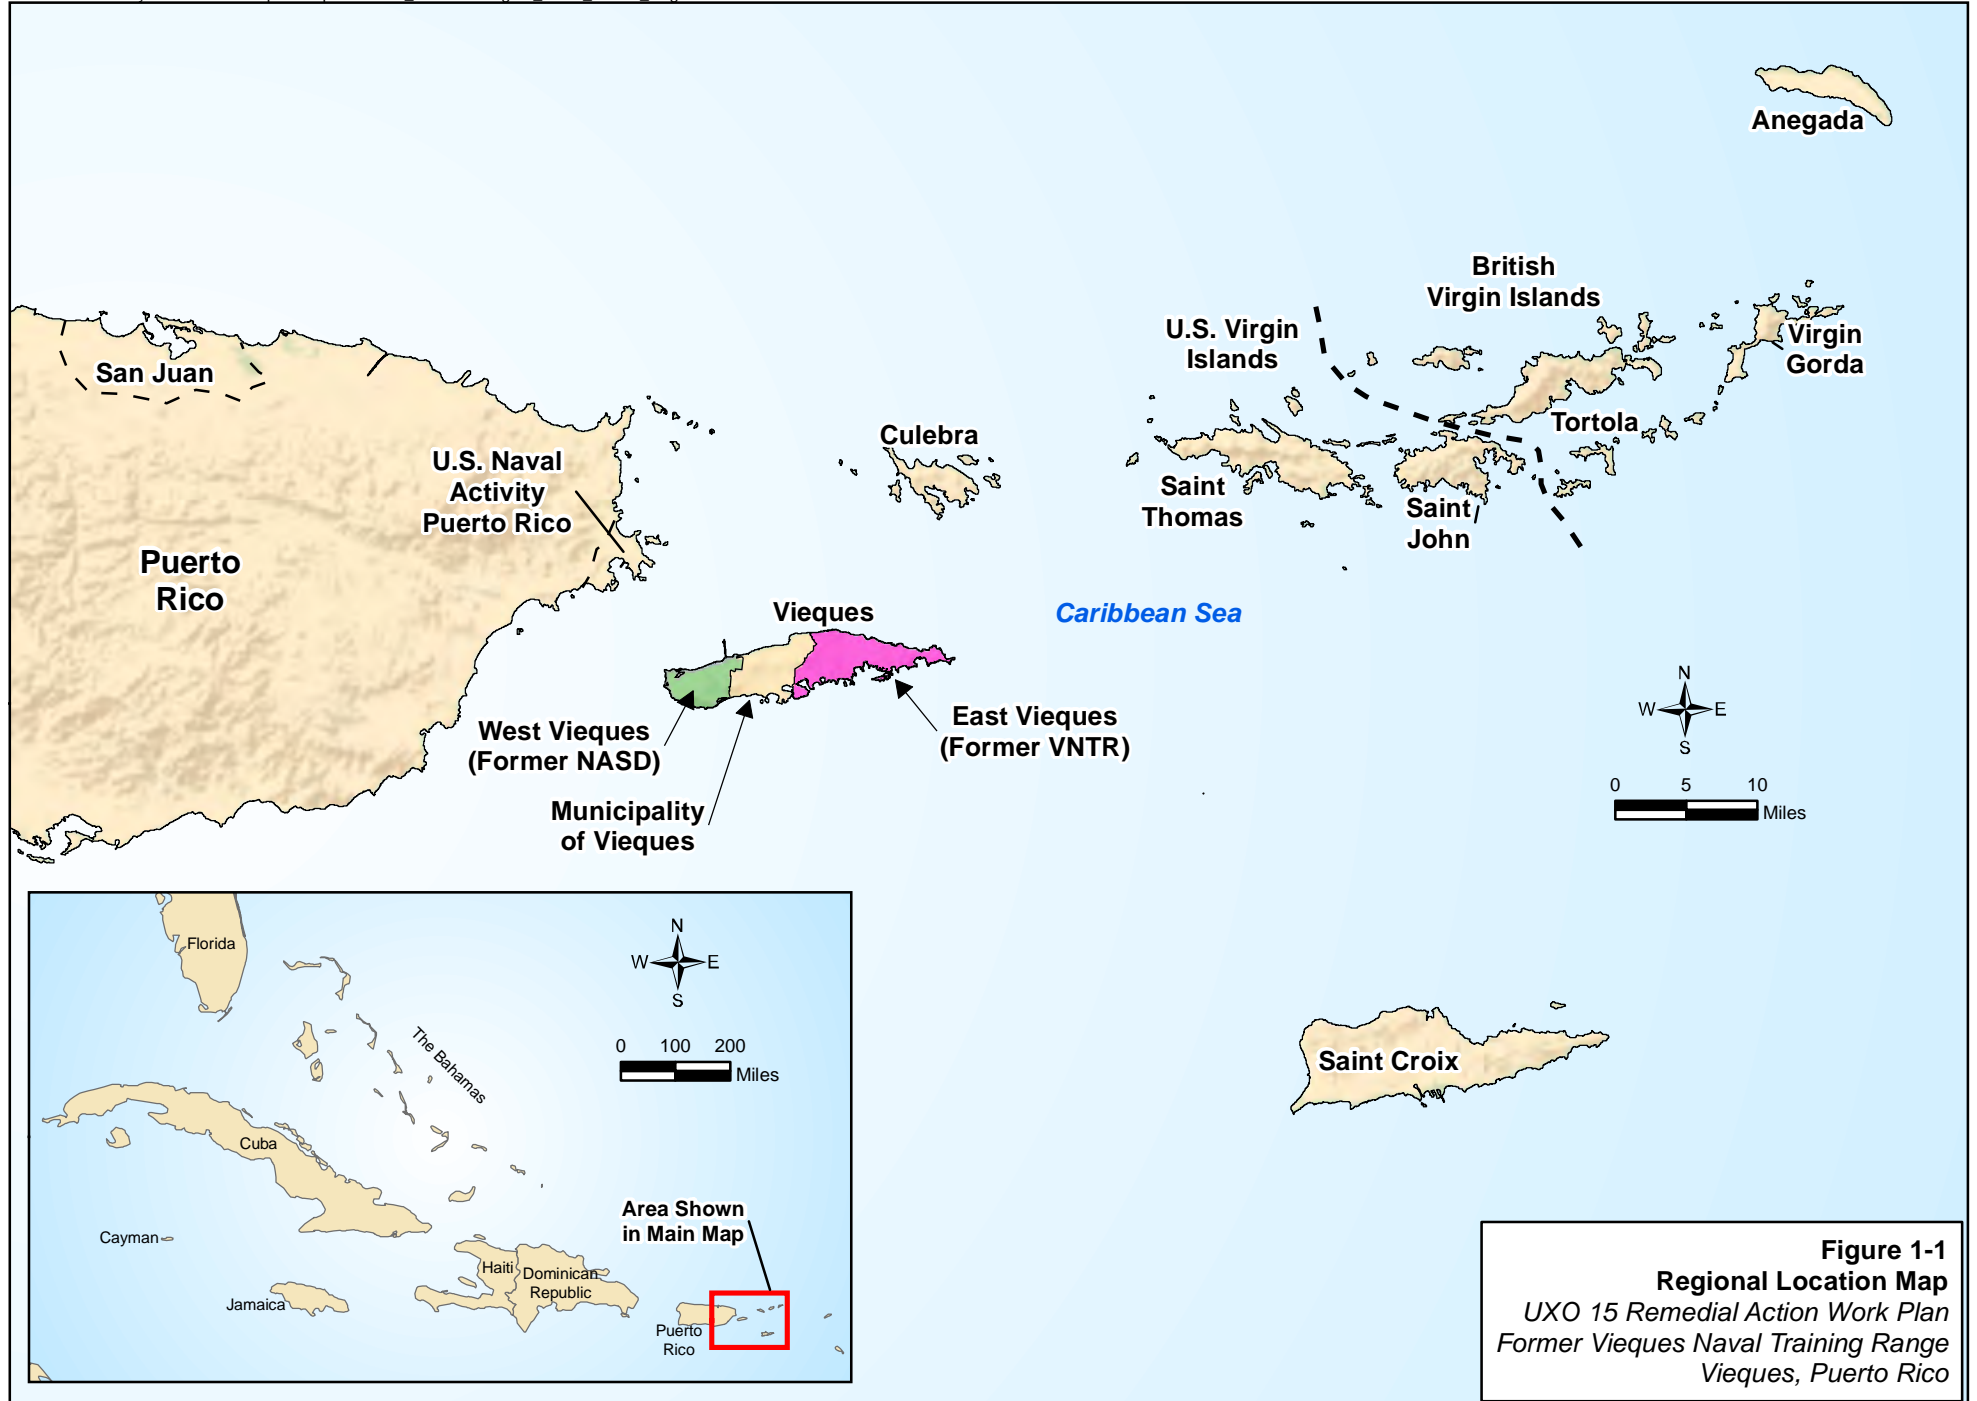 Anegada
British
Virgin Islands
U.S. Virgin
Islands
Virgin
Gorda
San Juan
Culebra
Tortola
U.S. Naval
Activity
Puerto Rico
Saint
Thomas
Saint
John
Puerto
Rico
Vieques
Caribbean Sea
West Vieques
(Former NASD)
East Vieques
(Former VNTR)
Municipality
of Vieques
N
W E
S
0 5 10
Miles
Saint Croix
Florida
N
W E
S
The Bahamas
0 100 200
Miles
Cuba
Area Shown
in Main Map
Cayman
Haiti
Dominican
Republic
Jamaica
Puerto
Rico
Figure 1-1
Regional Location Map
UXO 15 Remedial Action Work Plan
Former Vieques Naval Training Range
Vieques, Puerto Rico